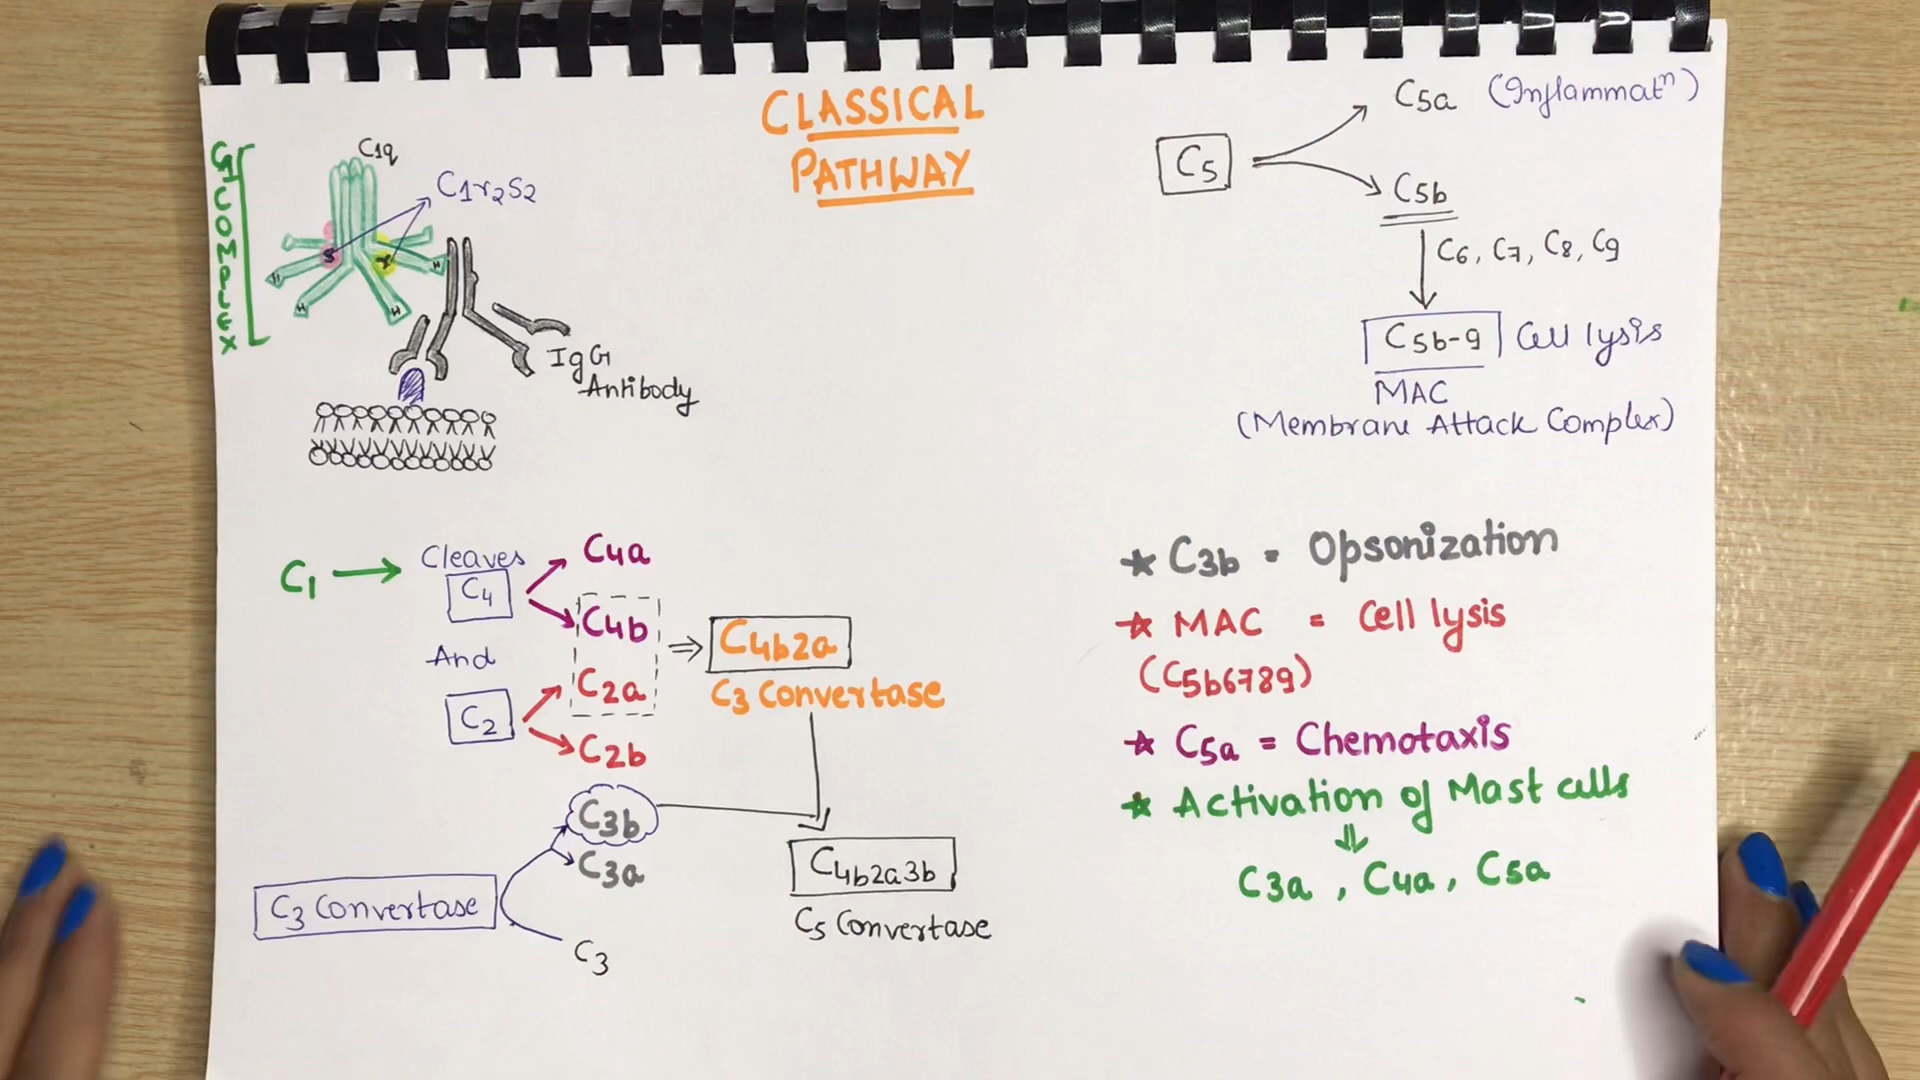 CLASSICAL
PATHWAY
C1q
C1r2S2
S
r
H
H
H
H
IgG
Antibody
C1 COMPLEX
C1
Cleaves
C4
And
C2
C4a
C4b
C2a
C2b
C4b2a
C3 Convertase
C3b
C3a
C3 Convertase
C3
C4b2a3b
C5 Convertase
C5
C5a (Inflammatn)
C5b
C6, C7, C8, C9
C5b-9 Cell lysis
MAC
(Membrane Attack Complex)
★ C3b = Opsonization
★ MAC = Cell lysis
(C5b6789)
★ C5a = Chemotaxis
★ Activation of Mast cells
C3a, C4a, C5a